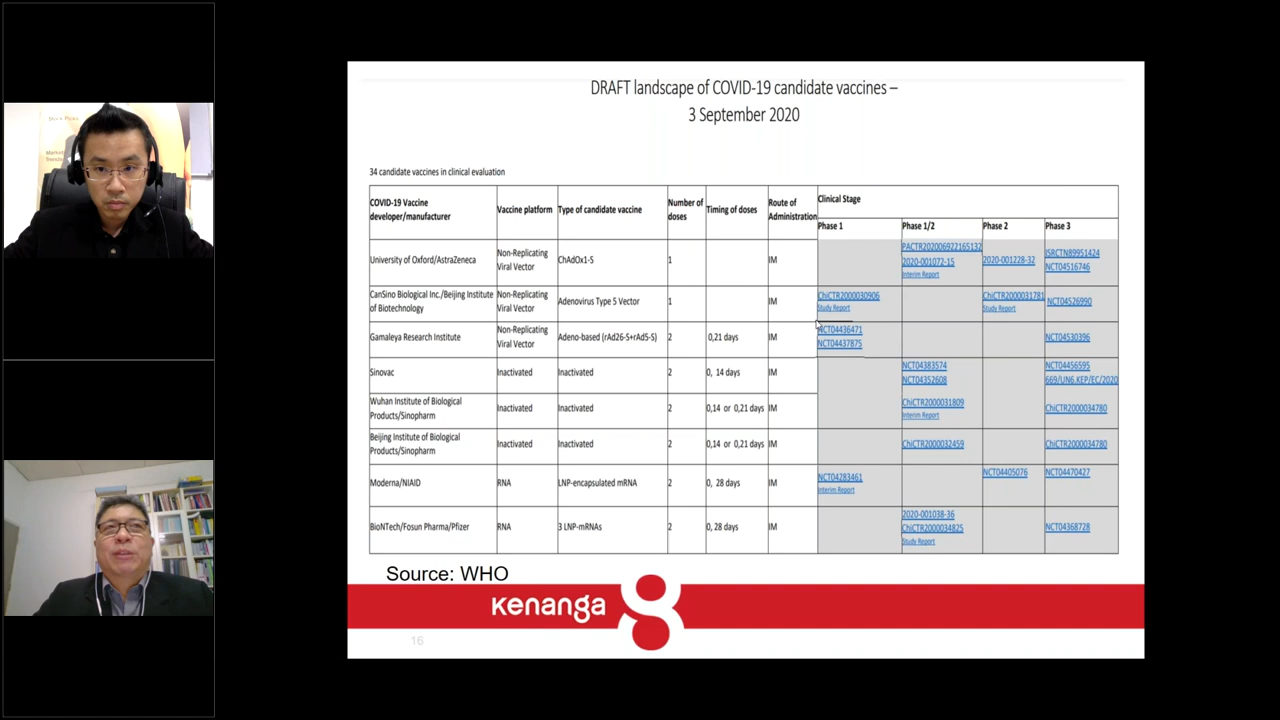 Market
Trends
DRAFT landscape of COVID-19 candidate vaccines –
3 September 2020
34 candidate vaccines in clinical evaluation
COVID-19 Vaccine developer/manufacturer Vaccine platform Type of candidate vaccine Number of doses Timing of doses Route of Administration Clinical Stage
Phase 1 Phase 1/2 Phase 2 Phase 3
University of Oxford/AstraZeneca Non-Replicating Viral Vector ChAdOx1-S 1 IM PACTR202006922165132 2020-001072-15 Interim Report 2020-001228-32 ISRCTN89951424 NCT04516746
CanSino Biological Inc./Beijing Institute of Biotechnology Non-Replicating Viral Vector Adenovirus Type 5 Vector 1 IM ChiCTR2000030906 Study Report ChiCTR2000031781 Study Report NCT04526990
Gamaleya Research Institute Non-Replicating Viral Vector Adeno-based (rAd26-S+rAd5-S) 2 0,21 days IM NCT04436471 NCT04437875 NCT04530396
Sinovac Inactivated Inactivated 2 0, 14 days IM NCT04383574 NCT04352608 NCT04456595 669/UN6.KEP/EC/2020
Wuhan Institute of Biological Products/Sinopharm Inactivated Inactivated 2 0,14 or 0,21 days IM ChiCTR2000031809 Interim Report ChiCTR2000034780
Beijing Institute of Biological Products/Sinopharm Inactivated Inactivated 2 0,14 or 0,21 days IM ChiCTR2000032459 ChiCTR2000034780
Moderna/NIAID RNA LNP-encapsulated mRNA 2 0, 28 days IM NCT04283461 Interim Report NCT04405076 NCT04470427
BioNTech/Fosun Pharma/Pfizer RNA 3 LNP-mRNAs 2 0, 28 days IM 2020-001038-36 ChiCTR2000034825 Study Report NCT04368728
Source: WHO
kenanga
16